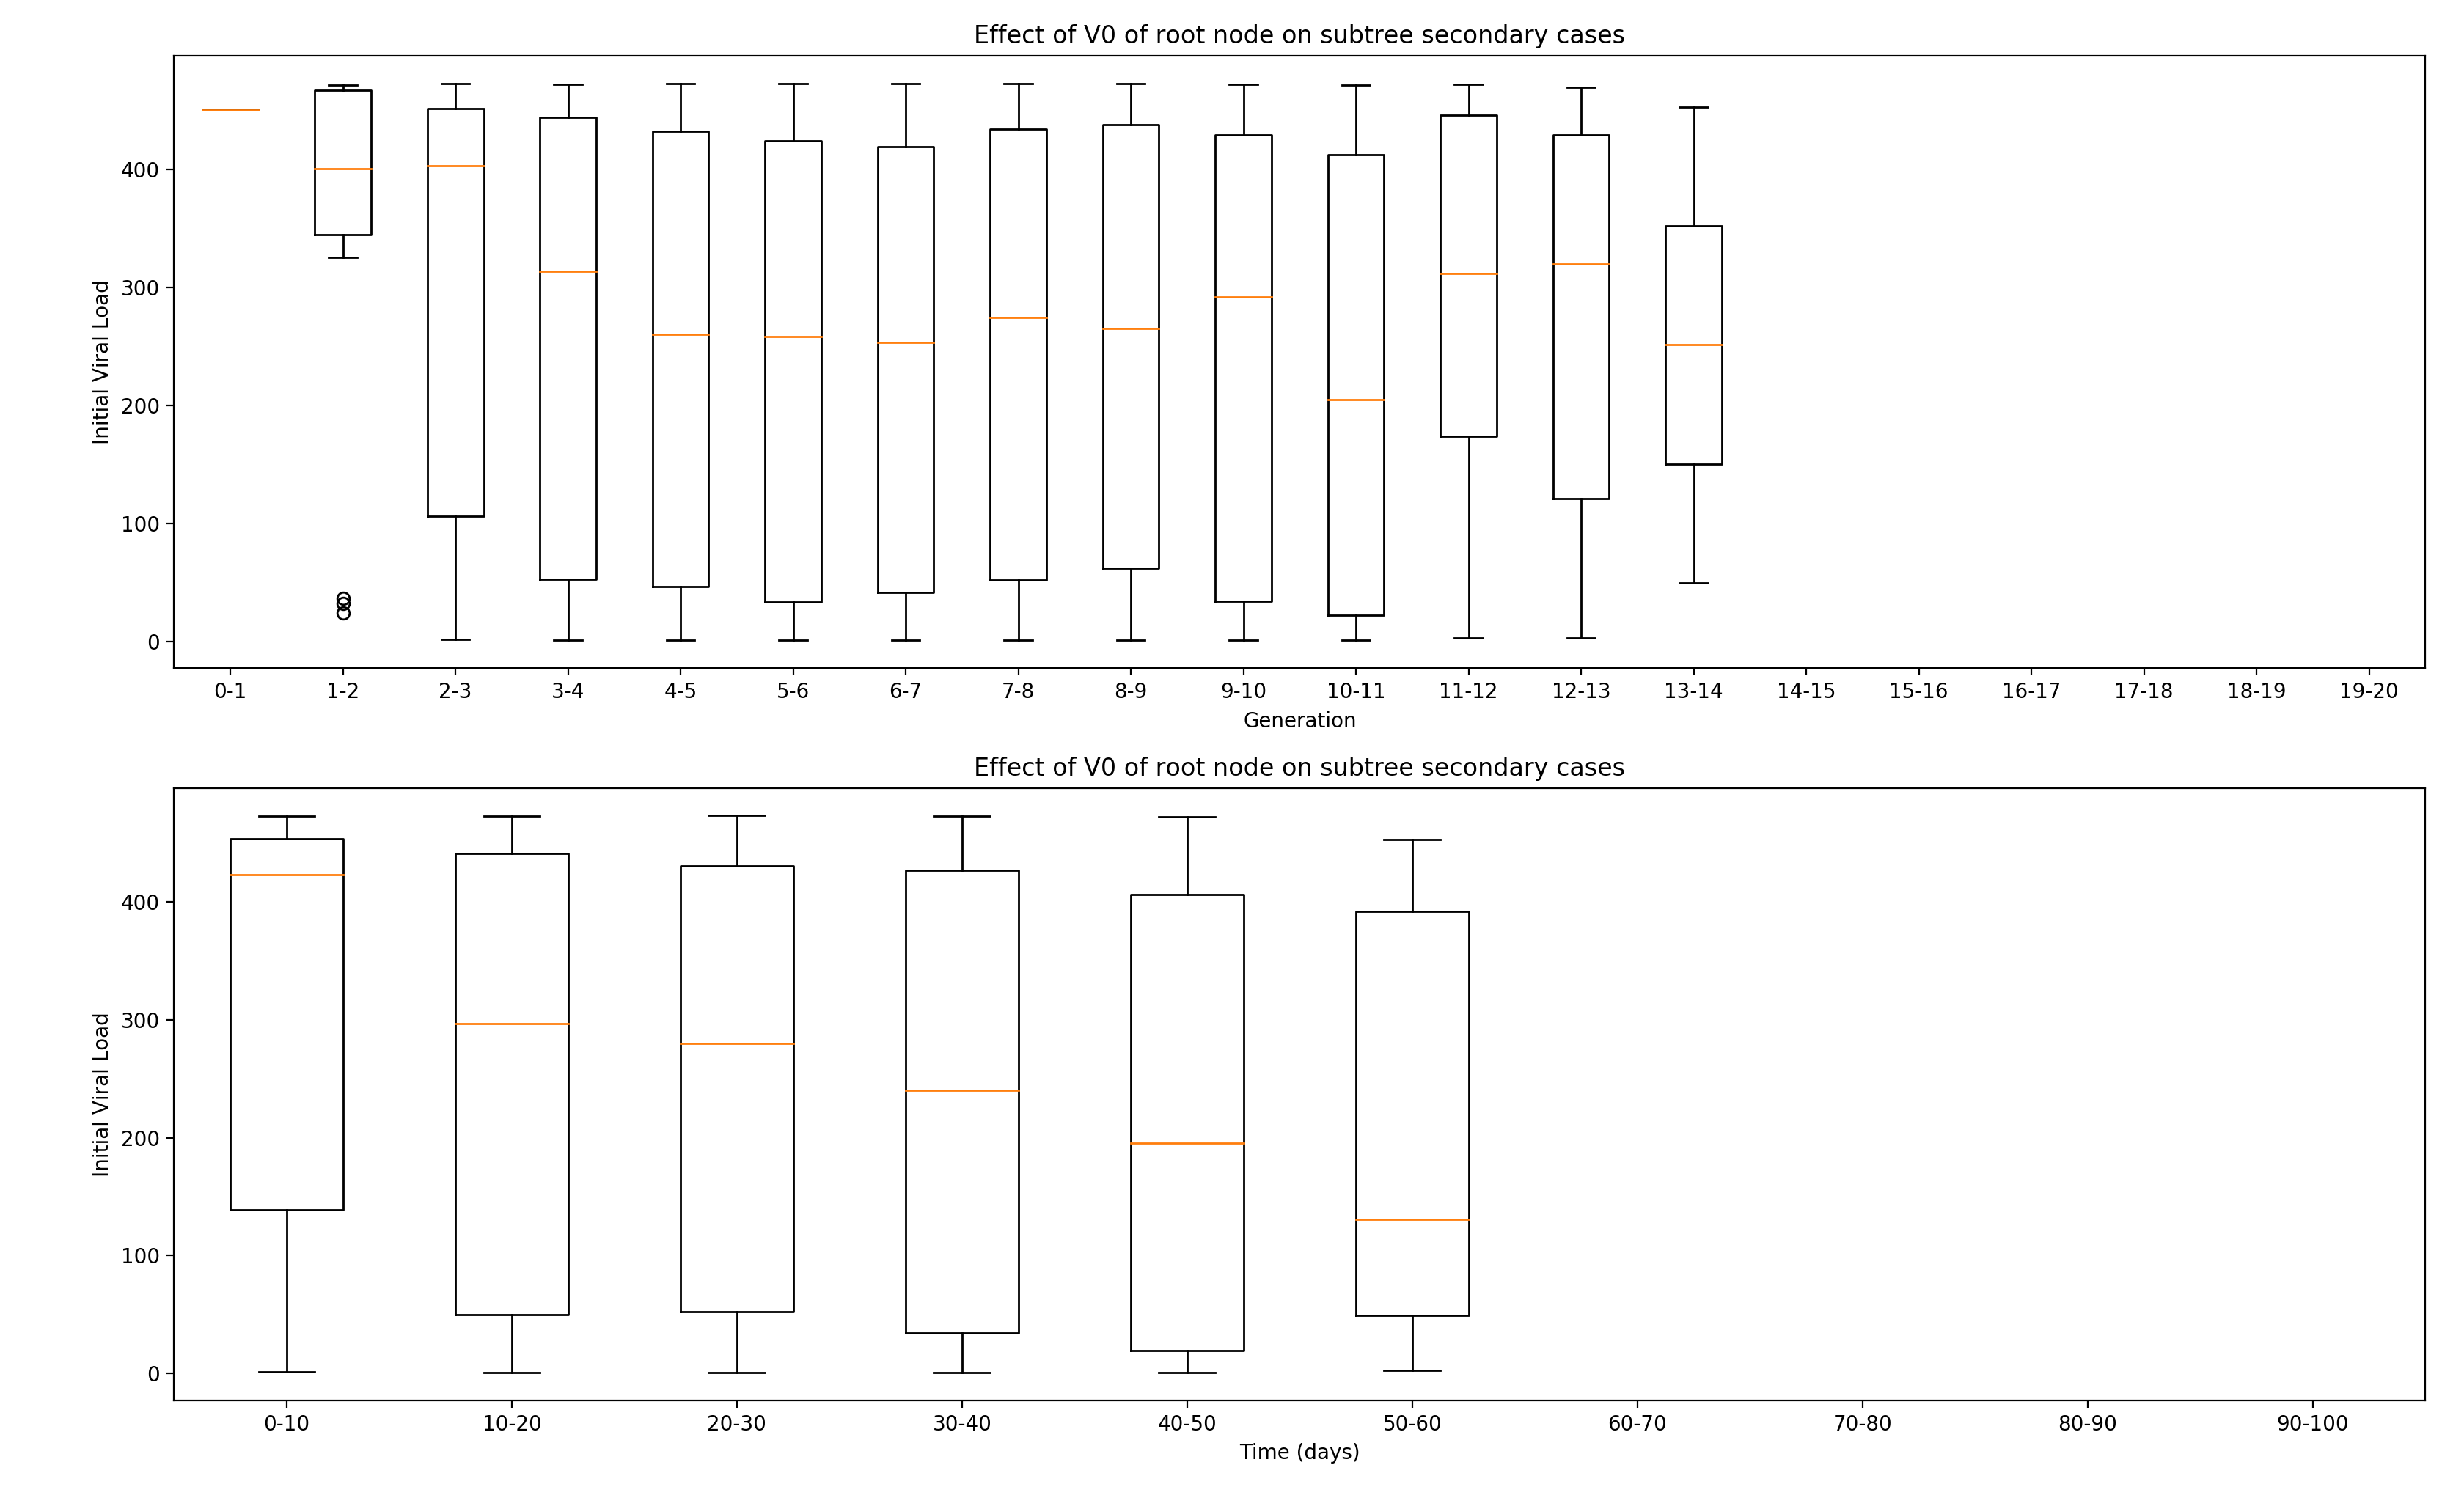 Effect of V0 of root node on subtree secondary cases
Initial Viral Load
400
300
200
100
0
0-1 1-2 2-3 3-4 4-5 5-6 6-7 7-8 8-9 9-10 10-11 11-12 12-13 13-14 14-15 15-16 16-17 17-18 18-19 19-20
Generation
Effect of V0 of root node on subtree secondary cases
Initial Viral Load
400
300
200
100
0
0-10 10-20 20-30 30-40 40-50 50-60 60-70 70-80 80-90 90-100
Time (days)